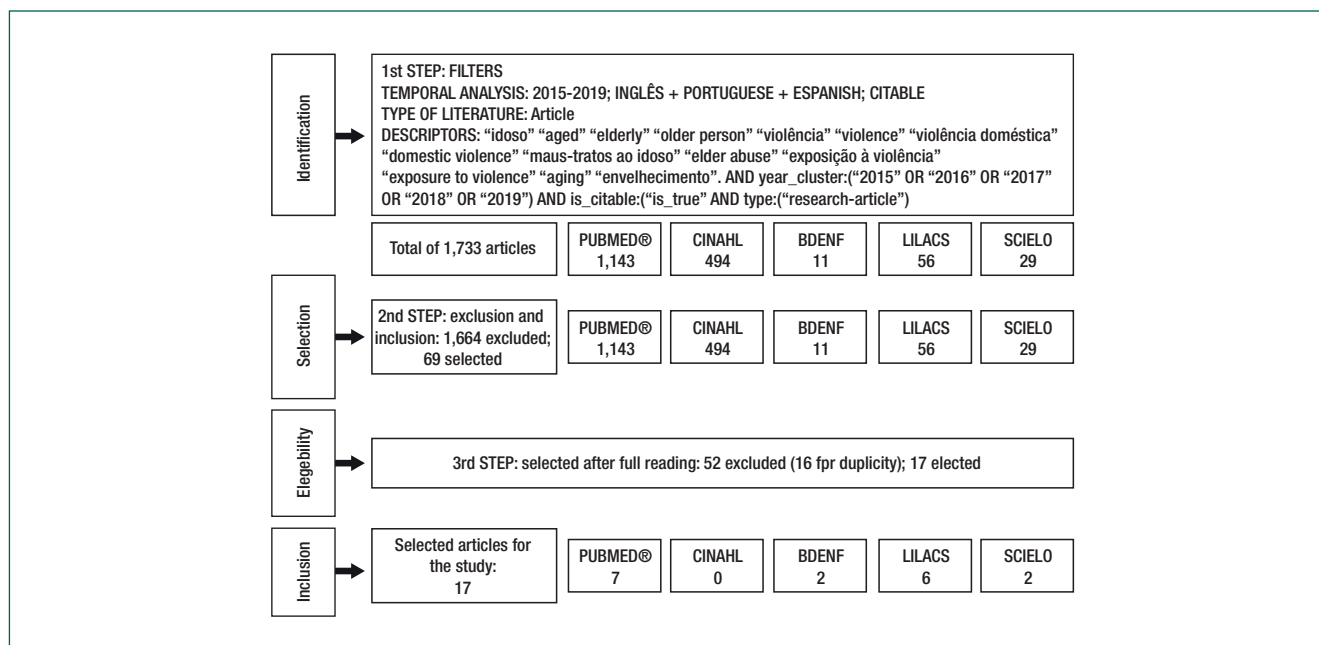 Identification
1st STEP: FILTERS
TEMPORAL ANALYSIS: 2015-2019; INGLÊS + PORTUGUESE + ESPANISH; CITABLE
TYPE OF LITERATURE: Article
DESCRIPTORS: “idoso” “aged” “elderly” “older person” “violência” “violence” “violência doméstica”
“domestic violence” “maus-tratos ao idoso” “elder abuse” “exposição à violência”
“exposure to violence” “aging” “envelhecimento”. AND year_cluster:(“2015” OR “2016” OR “2017”
OR “2018” OR “2019”) AND is_citable:(“is_true” AND type:(“research-article”)
Total of 1,733 articles
PUBMED®
1,143
CINAHL
494
BDENF
11
LILACS
56
SCIELO
29
Selection
2nd STEP: exclusion and
inclusion: 1,664 excluded;
69 selected
PUBMED®
1,143
CINAHL
494
BDENF
11
LILACS
56
SCIELO
29
Elegebility
3rd STEP: selected after full reading: 52 excluded (16 fpr duplicity); 17 elected
Inclusion
Selected articles for
the study:
17
PUBMED®
7
CINAHL
0
BDENF
2
LILACS
6
SCIELO
2